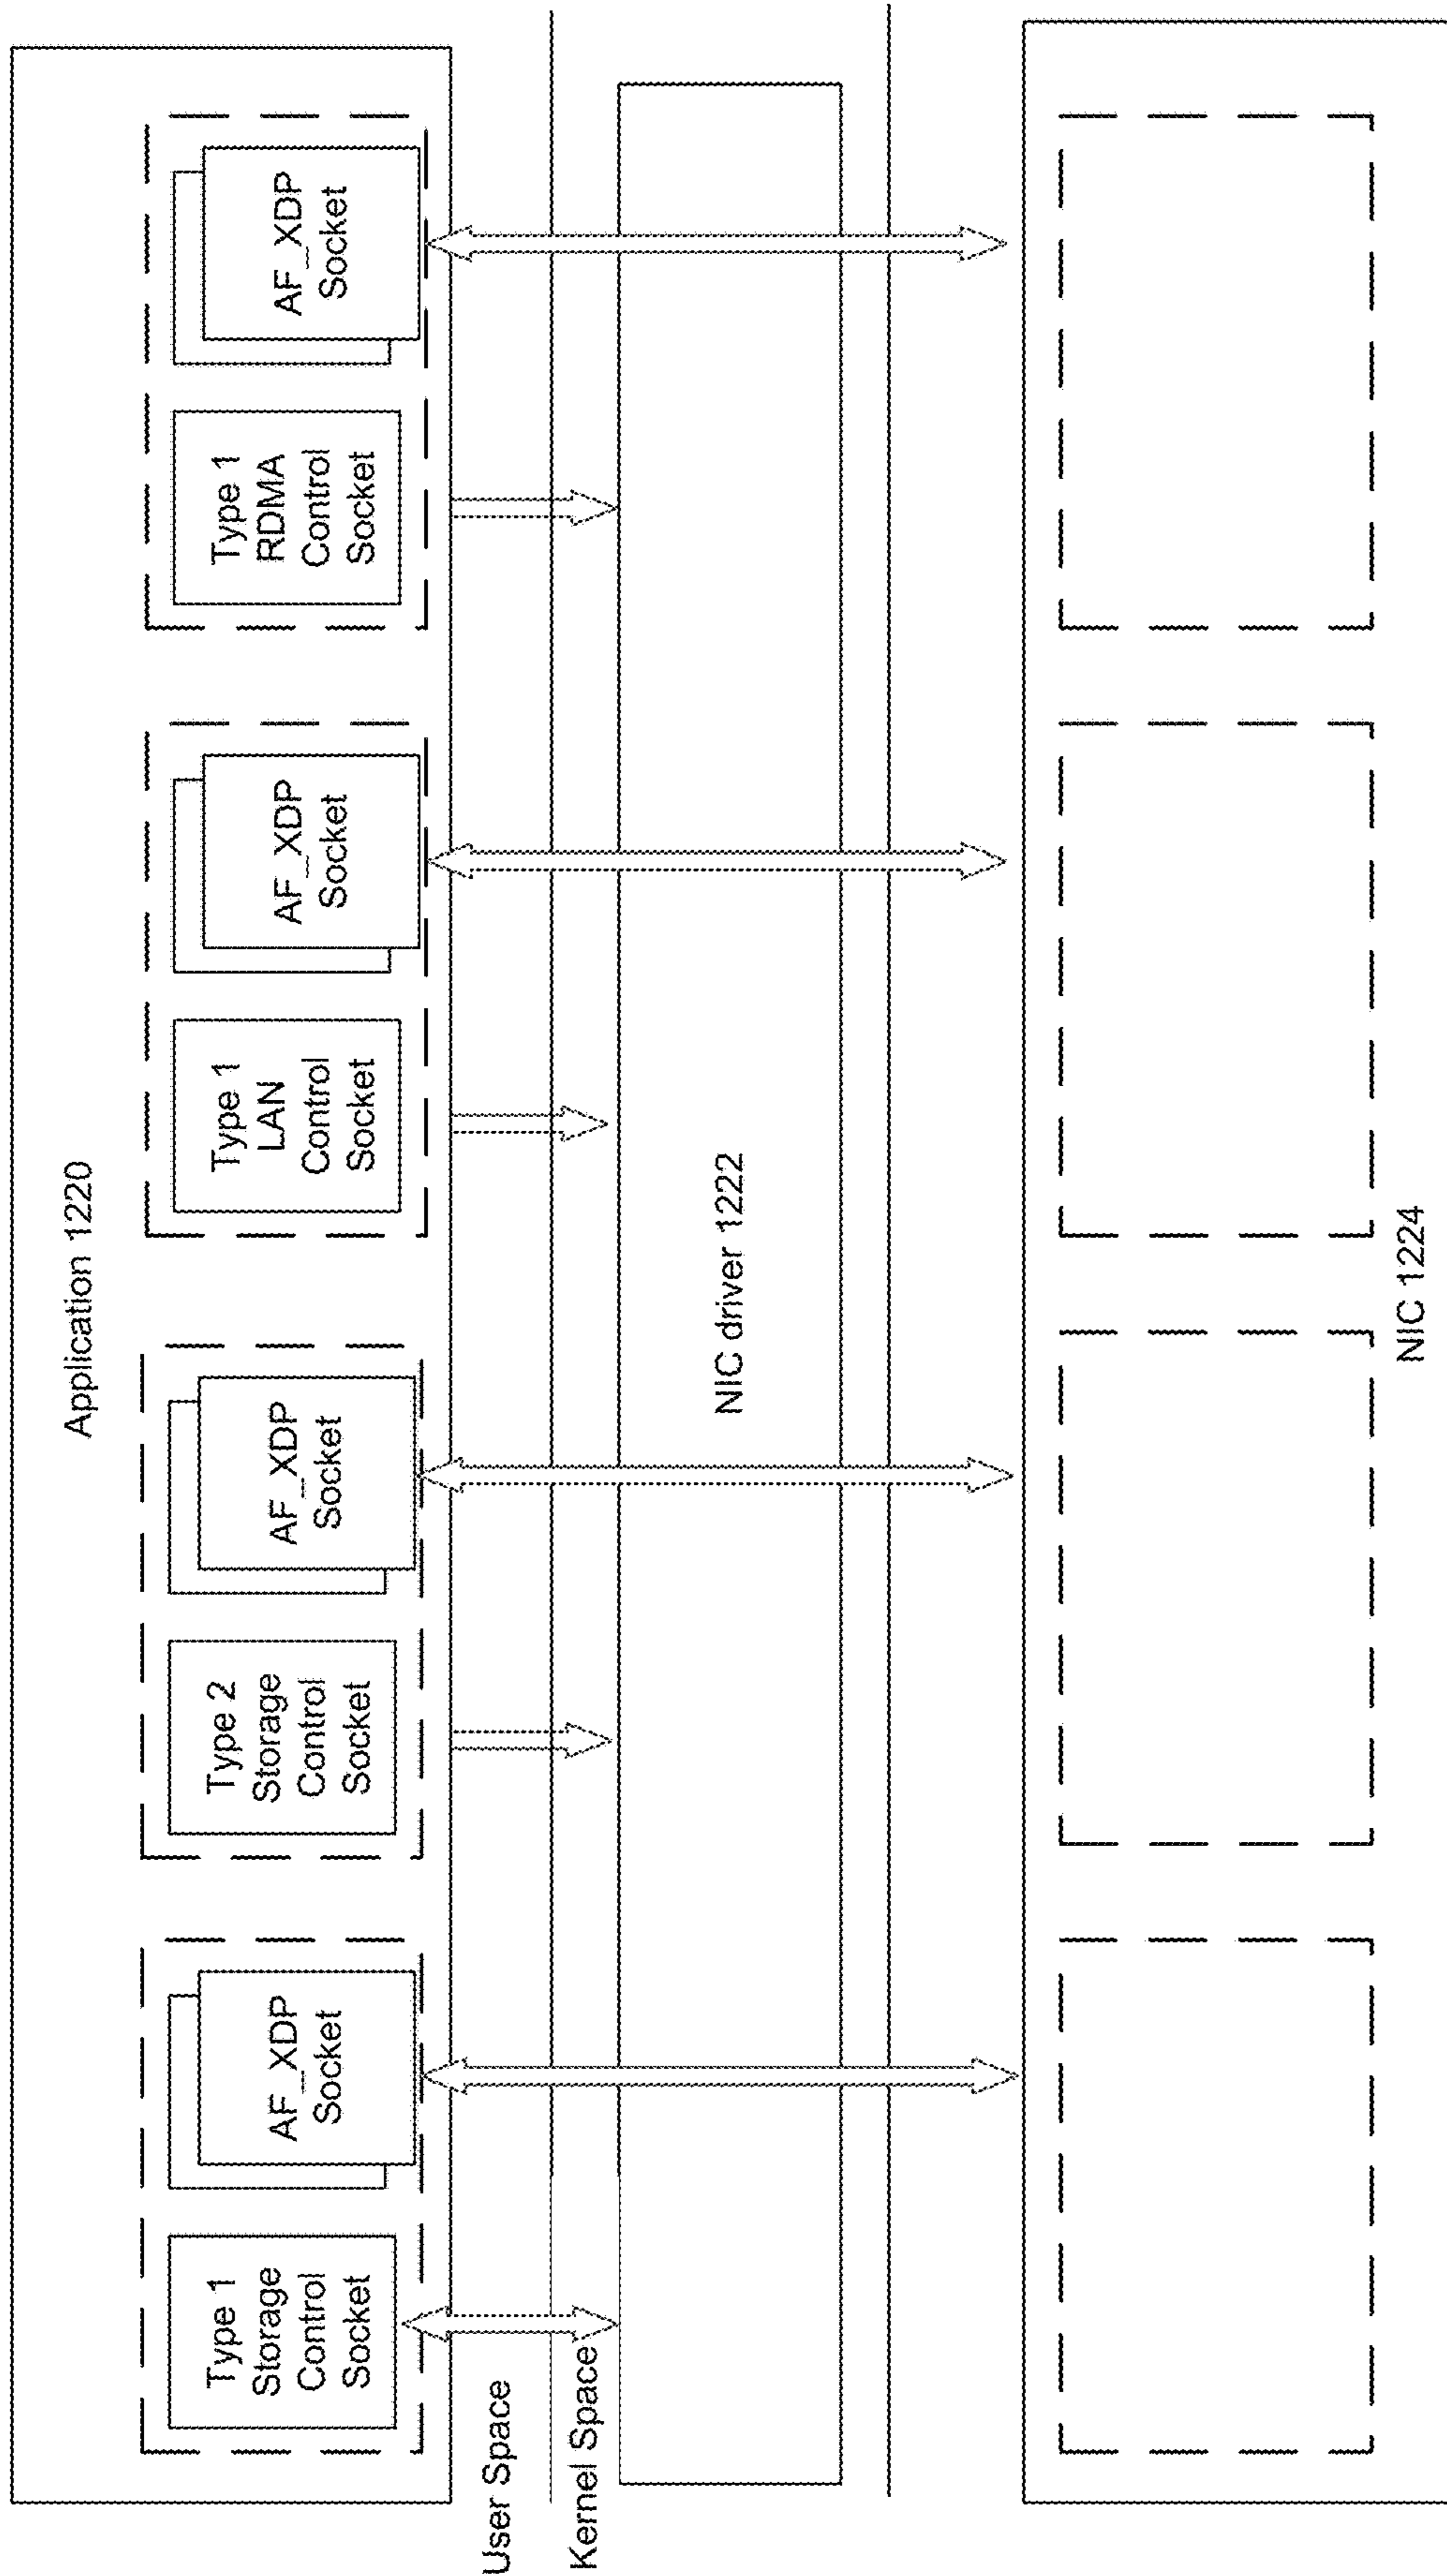 Application 1220
Type 1
Storage
Control
Socket
AF_XDP
Socket
Type 2
Storage
Control
Socket
AF_XDP
Socket
Type 1
LAN
Control
Socket
AF_XDP
Socket
Type 1
RDMA
Control
Socket
AF_XDP
Socket
User Space
Kernel Space
NIC driver 1222
NIC 1224